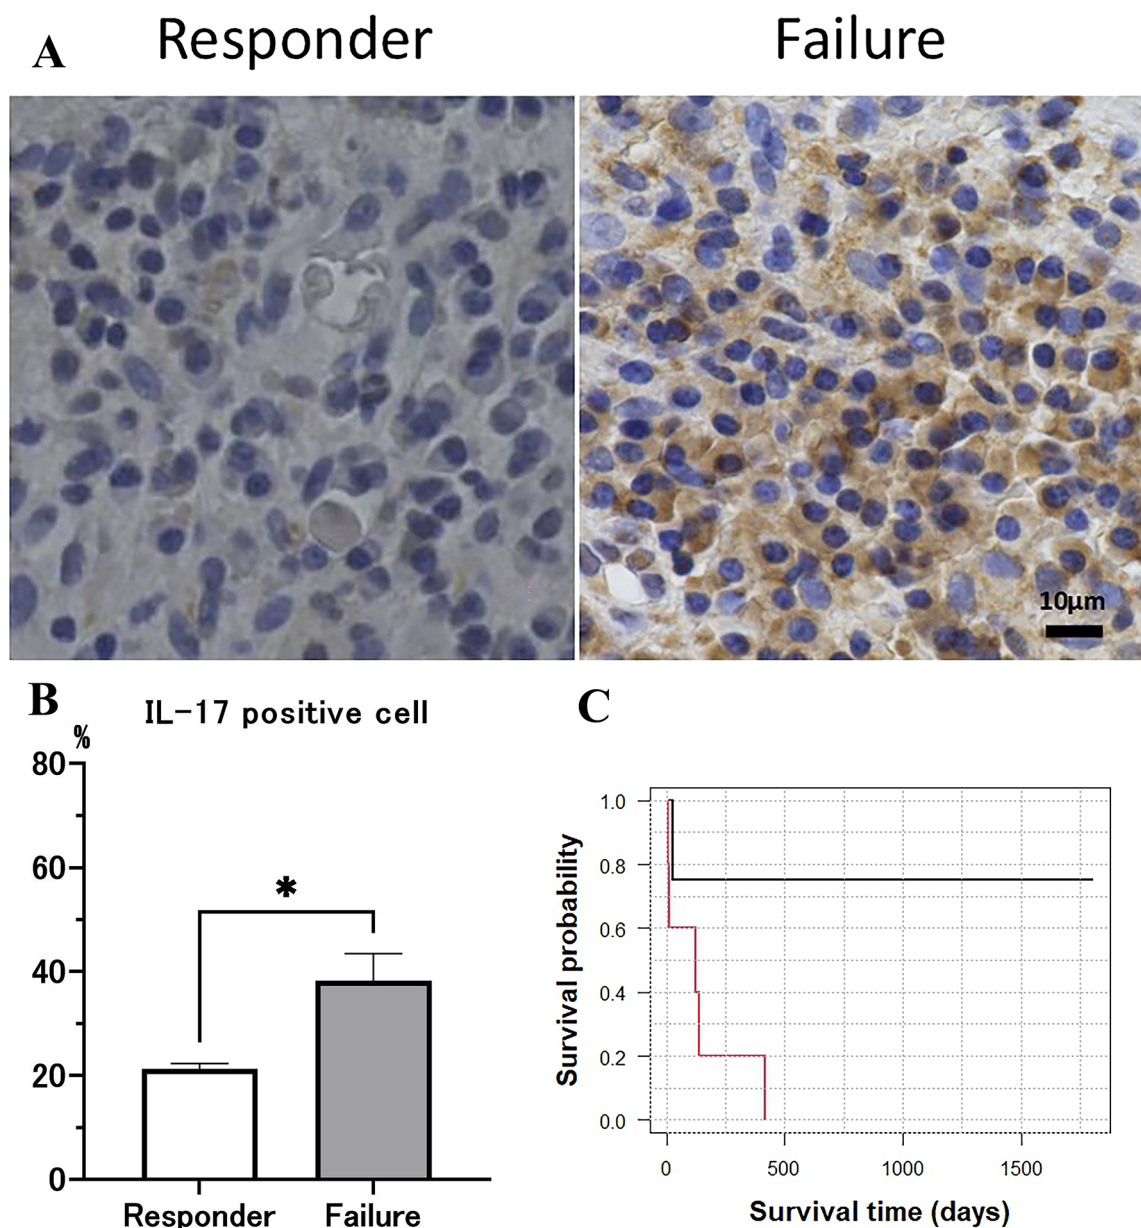 A
Responder
Failure
10μm
B
IL-17 positive cell
%
80
60
40
20
0
*
Responder
Failure
C
Survival probability
1.0
0.8
0.6
0.4
0.2
0.0
0
500
1000
1500
Survival time (days)